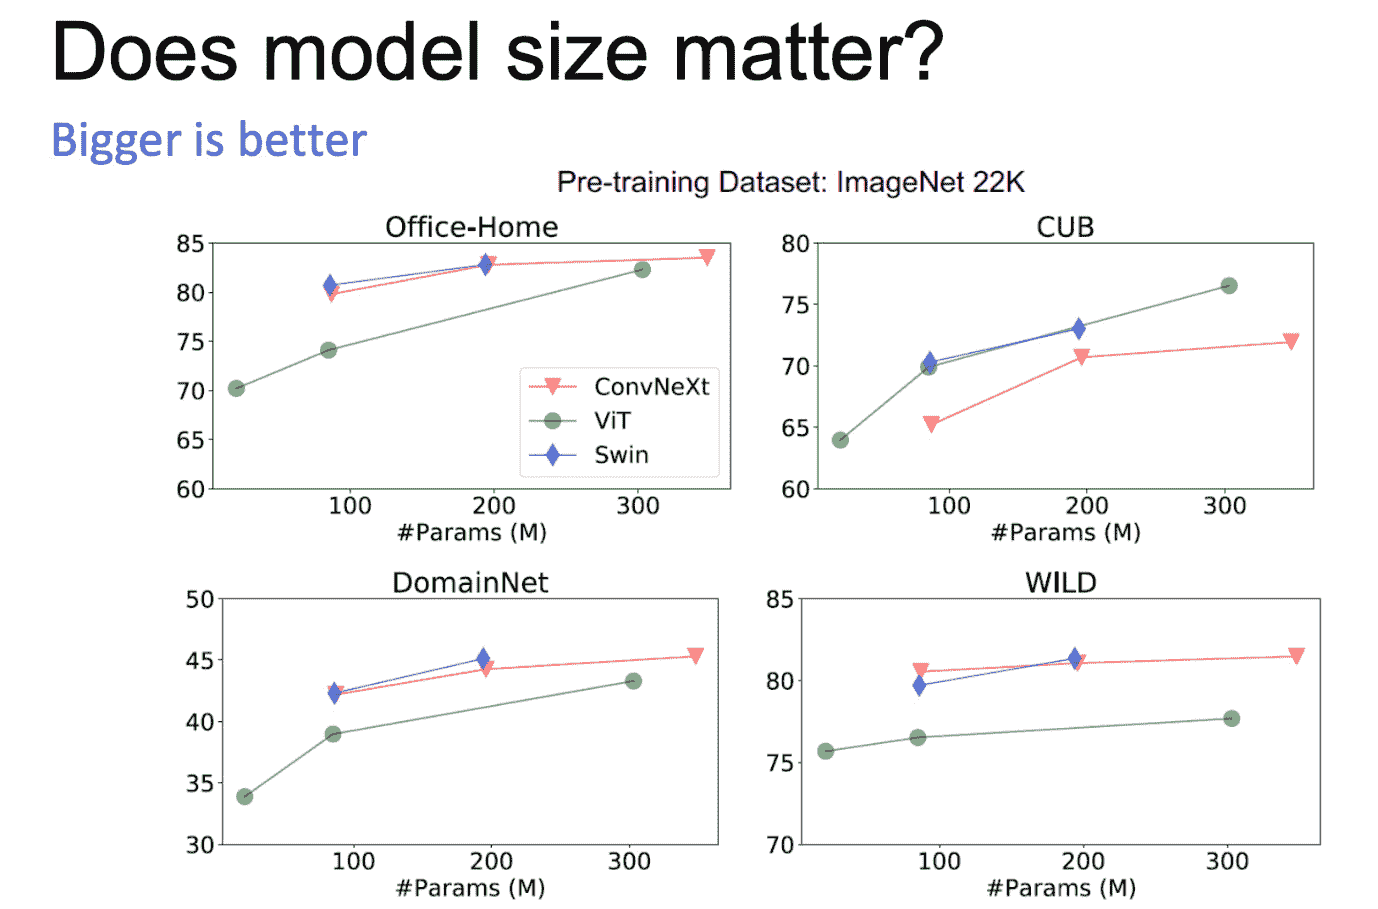 Does model size matter?
Bigger is better
Pre-training Dataset: ImageNet 22K
Office-Home
85
80
75
70
65
60
100 200 300
#Params (M)
ConvNeXt
ViT
Swin
CUB
80
75
70
65
60
100 200 300
#Params (M)
DomainNet
50
45
40
35
30
100 200 300
#Params (M)
WILD
85
80
75
70
100 200 300
#Params (M)